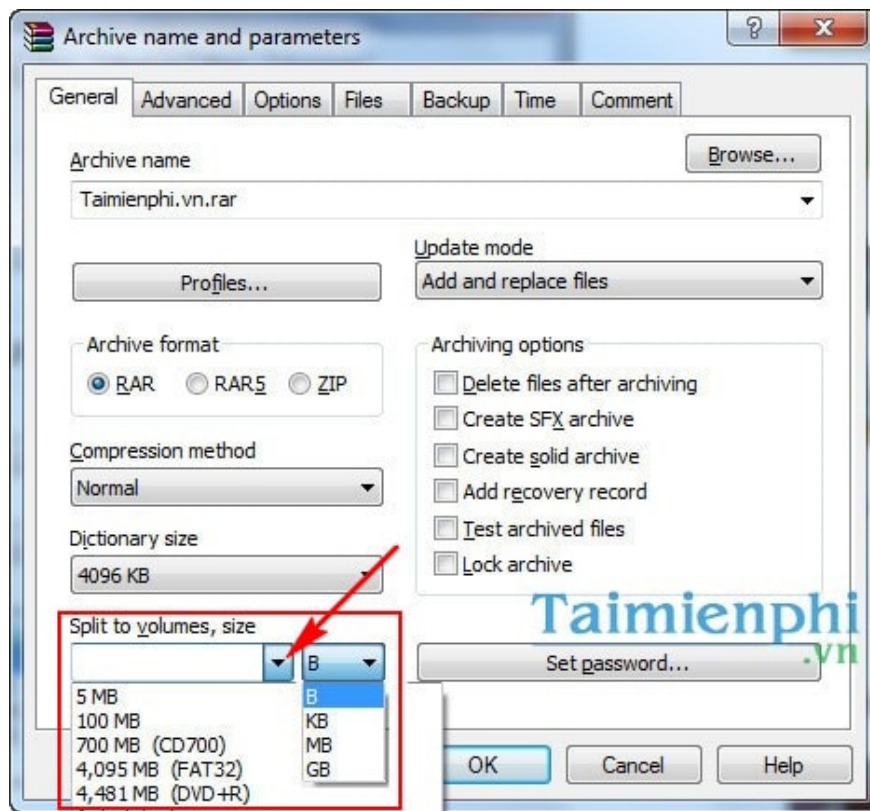 Archive name and parameters
General Advanced Options Files Backup Time Comment
Archive name
Browse...
Taimienphi.vn.rar
Update mode
Profiles...
Add and replace files
Archive format
RAR RAR5 ZIP
Archiving options
Delete files after archiving
Create SFX archive
Create solid archive
Add recovery record
Test archived files
Lock archive
Compression method
Normal
Dictionary size
4096 KB
Split to volumes, size
B
Set password...
5 MB
100 MB
700 MB (CD700)
4,095 MB (FAT32)
4,481 MB (DVD+R)
B
KB
MB
GB
OK Cancel Help
Taimienphi
.vn